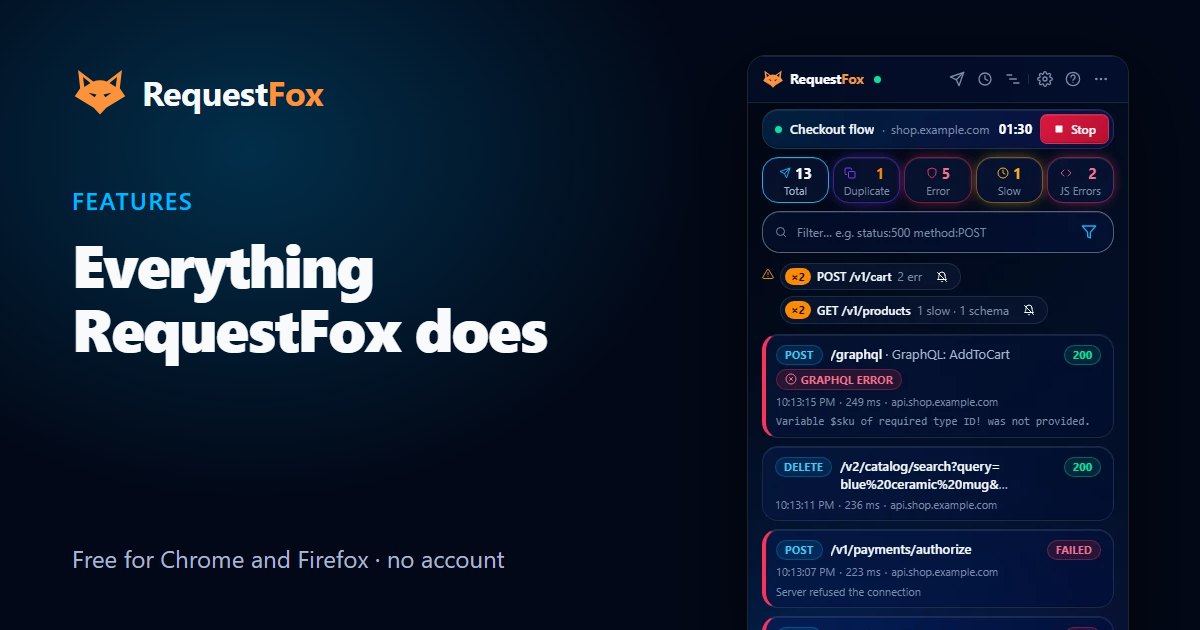 RequestFox
FEATURES
Everything
RequestFox does
Free for Chrome and Firefox · no account
RequestFox
Checkout flow · shop.example.com 01:30 Stop
13 Total
1 Duplicate
5 Error
1 Slow
2 JS Errors
Filter... e.g. status:500 method:POST
×2 POST /v1/cart 2 err
×2 GET /v1/products 1 slow · 1 schema
POST /graphql · GraphQL: AddToCart 200
GRAPHQL ERROR
10:13:15 PM · 249 ms · api.shop.example.com
Variable $sku of required type ID! was not provided.
DELETE /v2/catalog/search?query= 200
blue%20ceramic%20mug&...
10:13:11 PM · 236 ms · api.shop.example.com
POST /v1/payments/authorize FAILED
10:13:07 PM · 223 ms · api.shop.example.com
Server refused the connection